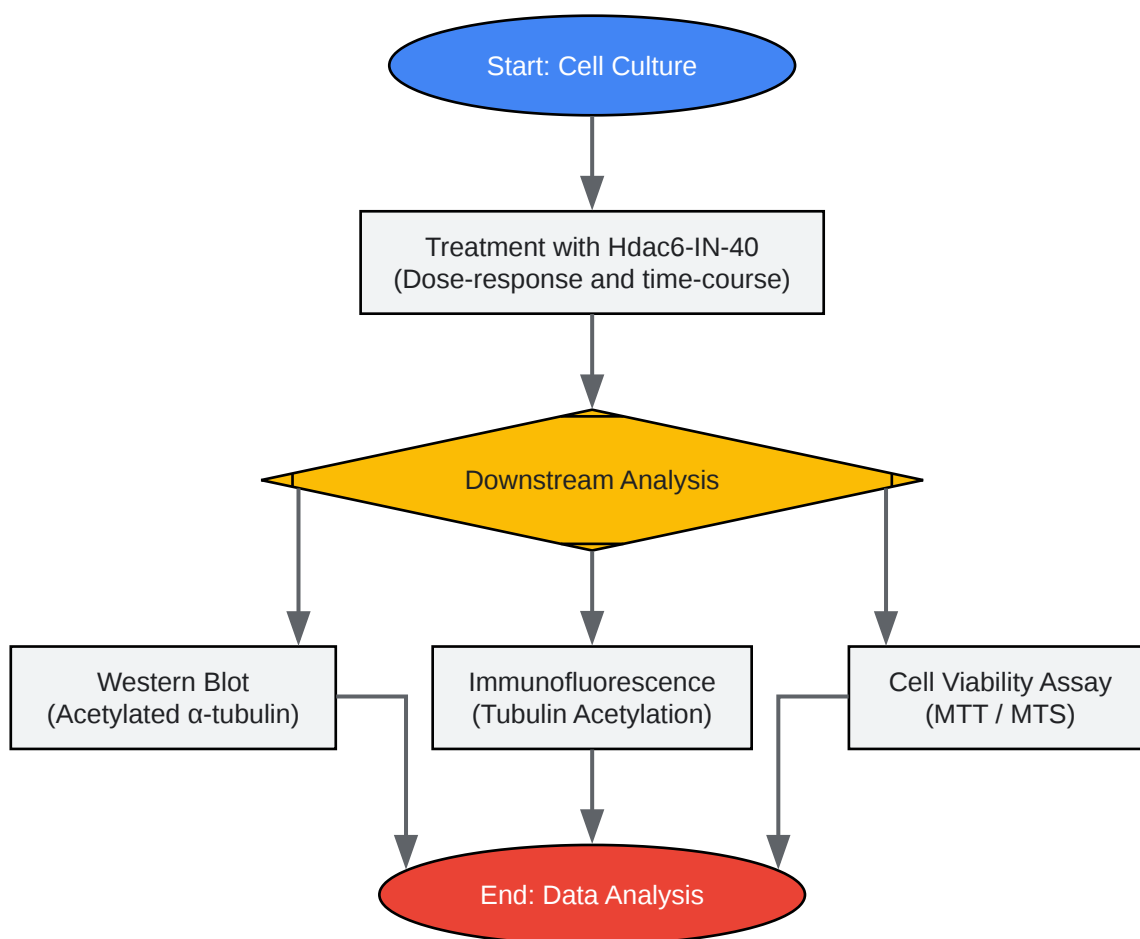 Start: Cell Culture
Treatment with Hdac6-IN-40
(Dose-response and time-course)
Downstream Analysis
Western Blot
(Acetylated α-tubulin)
Immunofluorescence
(Tubulin Acetylation)
Cell Viability Assay
(MTT / MTS)
End: Data Analysis